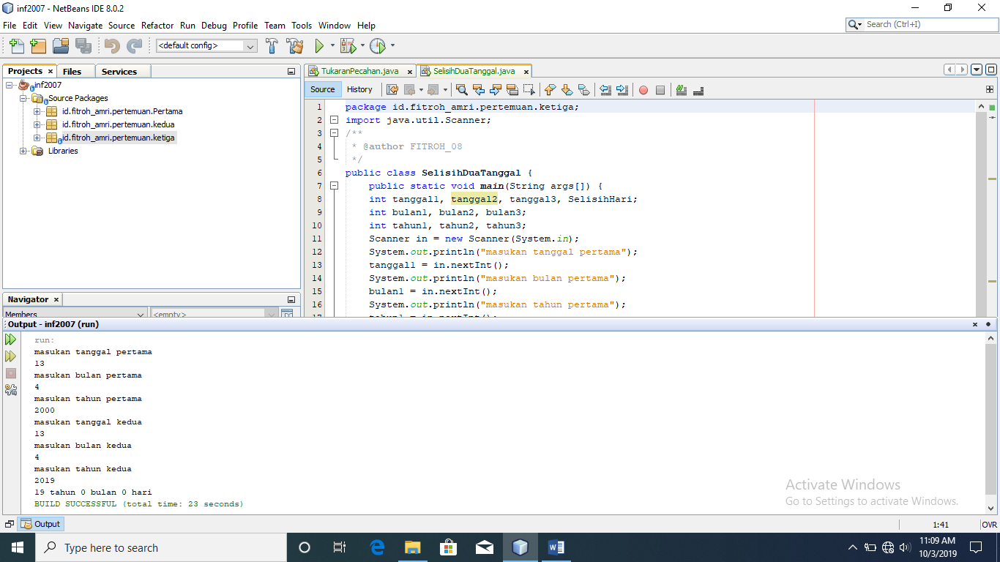 inf2007 - NetBeans IDE 8.0.2
File Edit View Navigate Source Refactor Run Debug Profile Team Tools Window Help
Search (Ctrl+I)
<default config>
Projects Files Services
inf2007
Source Packages
id.fitroh_amri.pertemuan.Pertama
id.fitroh_amri.pertemuan.kedua
id.fitroh_amri.pertemuan.ketiga
Libraries
Navigator
Members <empty>
TukaranPecahan.java SelisihDuaTanggal.java
Source History
1 package id.fitroh_amri.pertemuan.ketiga;
2 import java.util.Scanner;
3 /**
4 * @author FITROH_08
5 */
6 public class SelisihDuaTanggal {
7 public static void main(String args[]) {
8 int tanggal1, tanggal2, tanggal3, SelisihHari;
9 int bulan1, bulan2, bulan3;
10 int tahun1, tahun2, tahun3;
11 Scanner in = new Scanner(System.in);
12 System.out.println("masukan tanggal pertama");
13 tanggal1 = in.nextInt();
14 System.out.println("masukan bulan pertama");
15 bulan1 = in.nextInt();
16 System.out.println("masukan tahun pertama");
17 tahun1 = in.nextInt();
Output - inf2007 (run)
run:
masukan tanggal pertama
13
masukan bulan pertama
4
masukan tahun pertama
2000
masukan tanggal kedua
13
masukan bulan kedua
4
masukan tahun kedua
2019
19 tahun 0 bulan 0 hari
BUILD SUCCESSFUL (total time: 23 seconds)
Activate Windows
Go to Settings to activate Windows.
Output
1:41 OVR
Type here to search
11:09 AM
10/3/2019